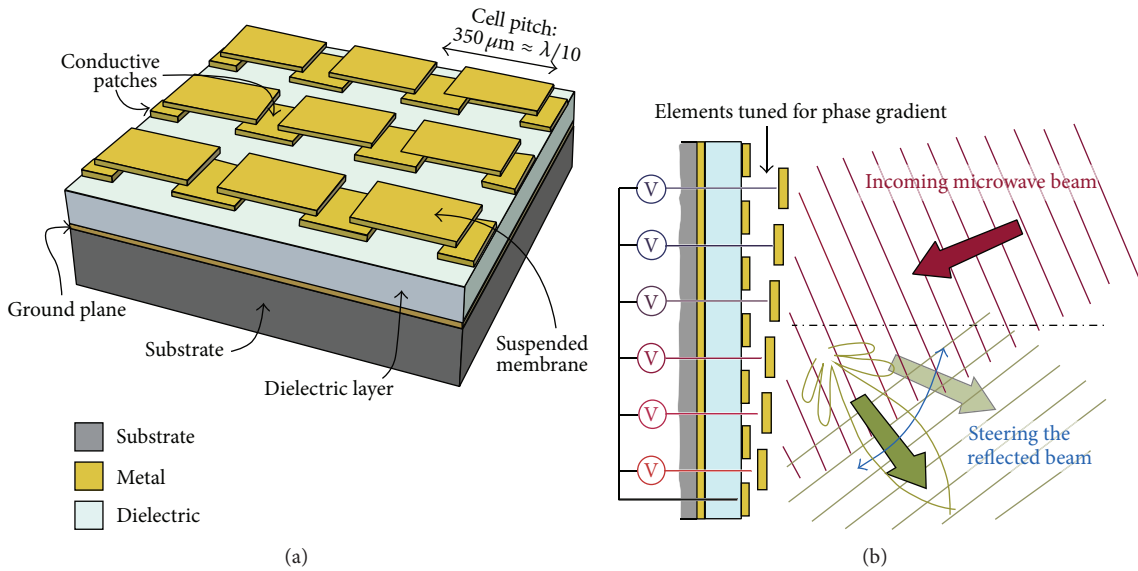 Cell pitch:
350 μm ≈ λ/10
Conductive
patches
Ground plane
Substrate
Dielectric layer
Suspended
membrane
Substrate
Metal
Dielectric
(a)
Elements tuned for phase gradient
Incoming microwave beam
V
V
V
V
V
V
Steering the
reflected beam
(b)